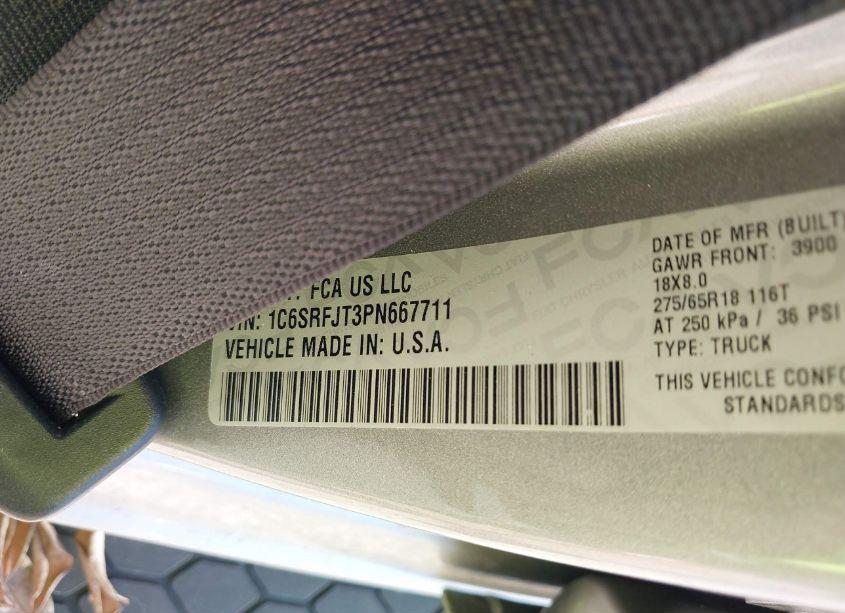 FCA US LLC
VIN: 1C6SRFJT3PN667711
VEHICLE MADE IN: U.S.A.
DATE OF MFR (BUILT)
GAWR FRONT: 3900
18X8.0
275/65R18 116T
AT 250 kPa / 36 PSI
TYPE: TRUCK
THIS VEHICLE CONFO
STANDARDS